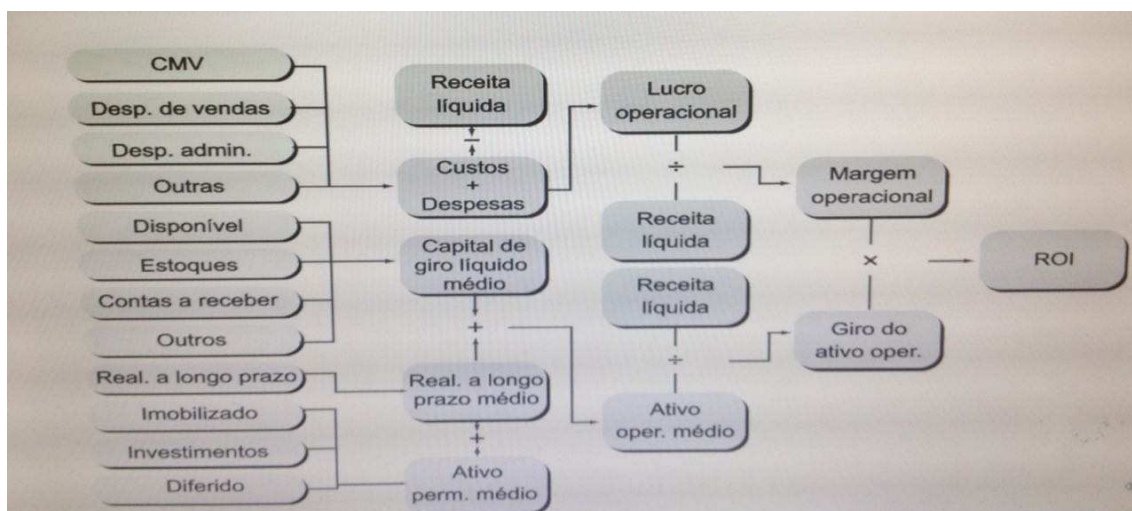 CMV
Desp. de vendas
Desp. admin.
Outras
Disponível
Estoques
Contas a receber
Outros
Real. a longo prazo
Imobilizado
Investimentos
Diferido
Receita
líquida
−
Custos
+
Despesas
Capital de
giro líquido
médio
+
Real. a longo
prazo médio
+
Ativo
perm. médio
Lucro
operacional
÷
Receita
líquida
Receita
líquida
÷
Ativo
oper. médio
Margem
operacional
×
Giro do
ativo oper.
ROI